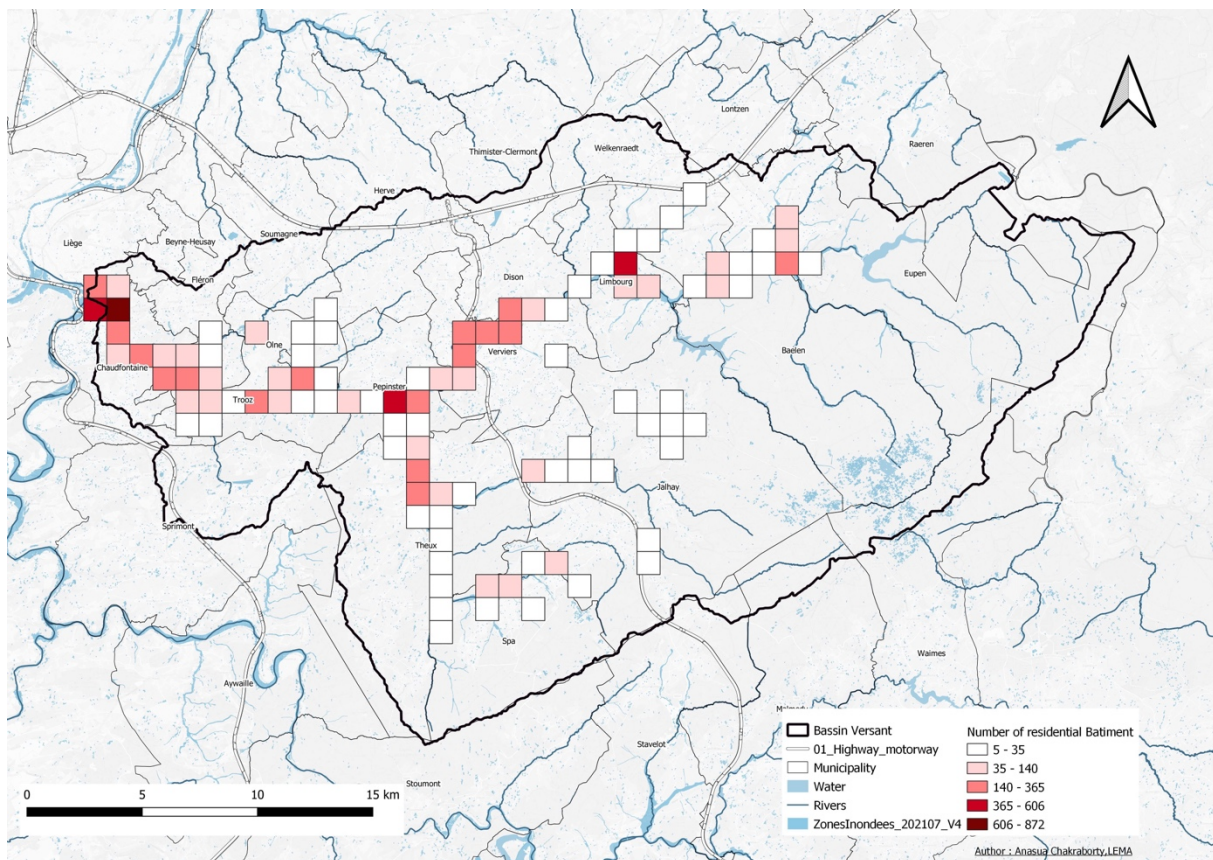 Lontzen
Raeren
Thimister-Clermont
Welkenraedt
Herve
Liège
Beyne-Heusay
Soumagne
Fléron
Dison
Limbourg
Eupen
Olne
Verviers
Baelen
Chaudfontaine
Pepinster
Trooz
Jalhay
Sprimont
Theux
Spa
Waimes
Aywaille
Stavelot
Stoumont
0 5 10 15 km
Bassin Versant
01_Highway_motorway
Municipality
Water
Rivers
ZonesInondees_202107_V4
Number of residential Batiment
5 - 35
35 - 140
140 - 365
365 - 606
606 - 872
Author : Anasua Chakraborty,LEMA